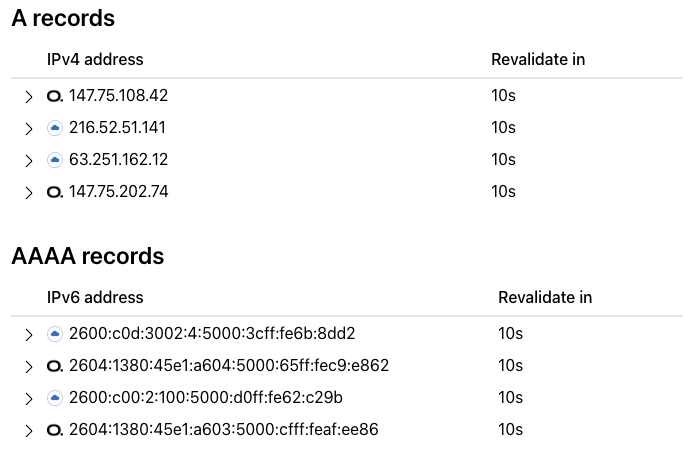 A records
IPv4 address Revalidate in
147.75.108.42 10s
216.52.51.141 10s
63.251.162.12 10s
147.75.202.74 10s
AAAA records
IPv6 address Revalidate in
2600:c0d:3002:4:5000:3cff:fe6b:8dd2 10s
2604:1380:45e1:a604:5000:65ff:fec9:e862 10s
2600:c00:2:100:5000:d0ff:fe62:c29b 10s
2604:1380:45e1:a603:5000:cfff:feaf:ee86 10s